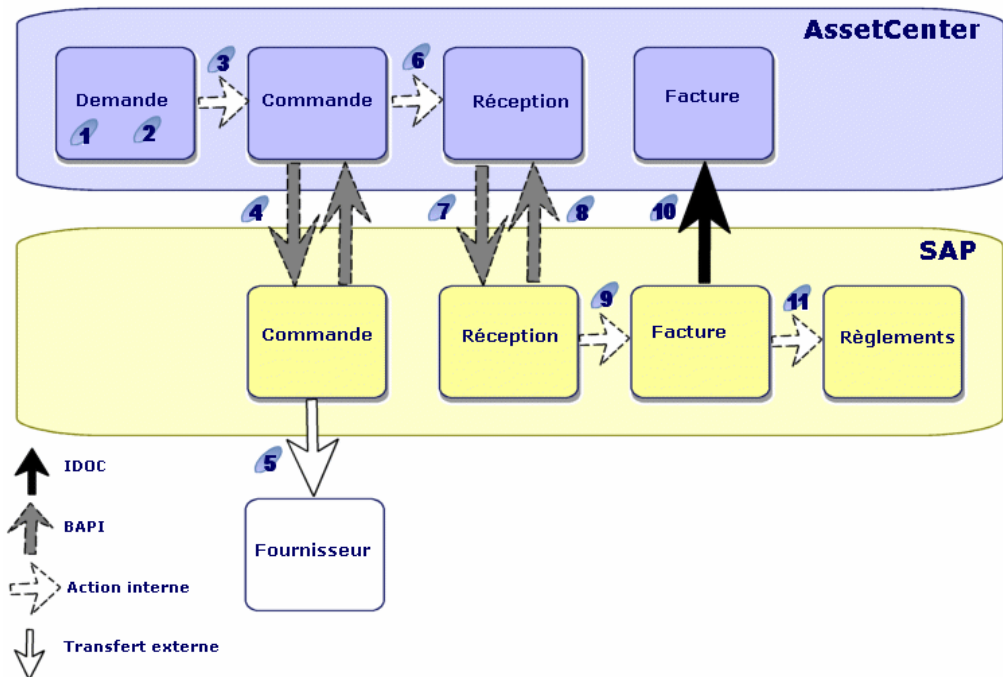 AssetCenter
3
6
Demande
Commande
Réception
Facture
1
2
4
7
8
10
SAP
9
11
Commande
Réception
Facture
Règlements
5
IDOC
BAPI
Fournisseur
Action interne
Transfert externe